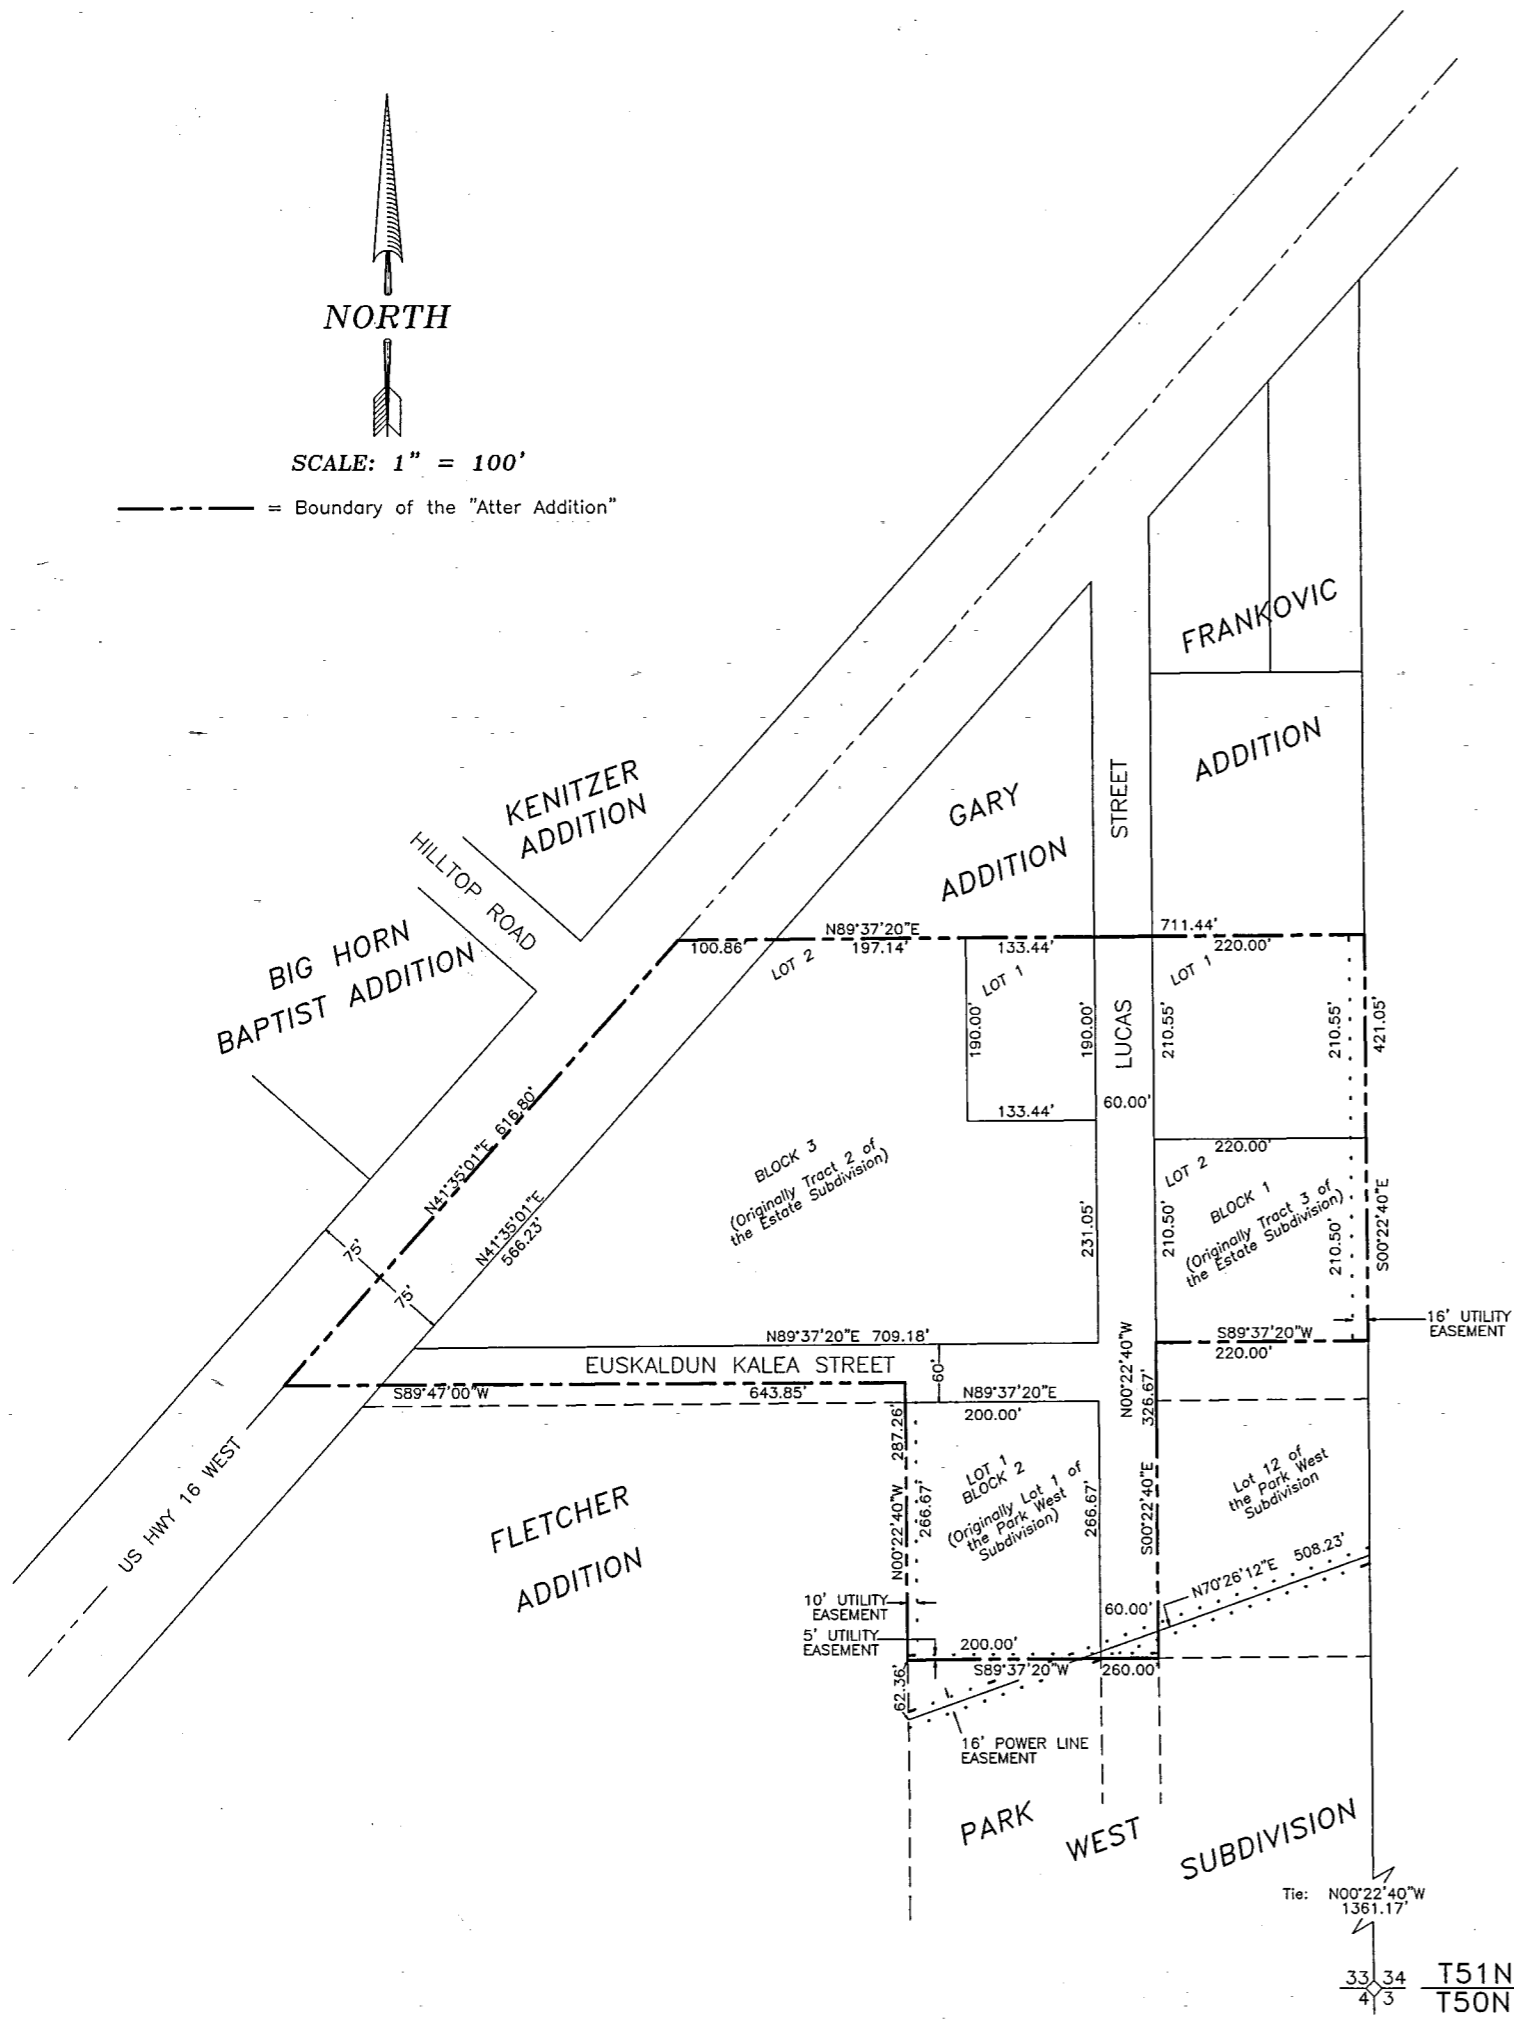 NORTH
SCALE: 1" = 100'
= Boundary of the "Atter Addition"
FRANKOVIC
ADDITION
KENITZER
ADDITION
HILLTOP ROAD
GARY
ADDITION
STREET
LUCAS
BIG HORN
BAPTIST ADDITION
N89°37'20"E
711.44'
100.86'
197.14'
133.44'
220.00'
LOT 2
LOT 1
LOT 1
190.00'
190.00'
210.55'
210.55'
421.05'
133.44'
60.00'
220.00'
N41°35'01"E 616.80'
N41°35'01"E
566.23'
75'
75'
BLOCK 3
(Originally Tract 2 of
the Estate Subdivision)
231.05'
LOT 2
210.50'
BLOCK 1
(Originally Tract 3 of
the Estate Subdivision)
210.50'
S00°22'40"E
16' UTILITY
EASEMENT
N89°37'20"E 709.18'
S89°37'20"W
220.00'
EUSKALDUN KALEA STREET
60'
S89°47'00"W
643.85'
N89°37'20"E
200.00'
N00°22'40"W
326.67'
US HWY 16 WEST
287.26'
N00°22'40"W
266.67'
LOT 1
BLOCK 2
(Originally Lot 1 of
the Park West
Subdivision)
266.67'
S00°22'40"E
Lot 12 of
the Park West
Subdivision
FLETCHER
ADDITION
N70°26'12"E 508.23'
10' UTILITY
EASEMENT
60.00'
5' UTILITY
EASEMENT
200.00'
S89°37'20"W
260.00'
62.36'
16' POWER LINE
EASEMENT
PARK WEST SUBDIVISION
Tie: N00°22'40"W
1361.17'
33 34
4 3
T51N
T50N